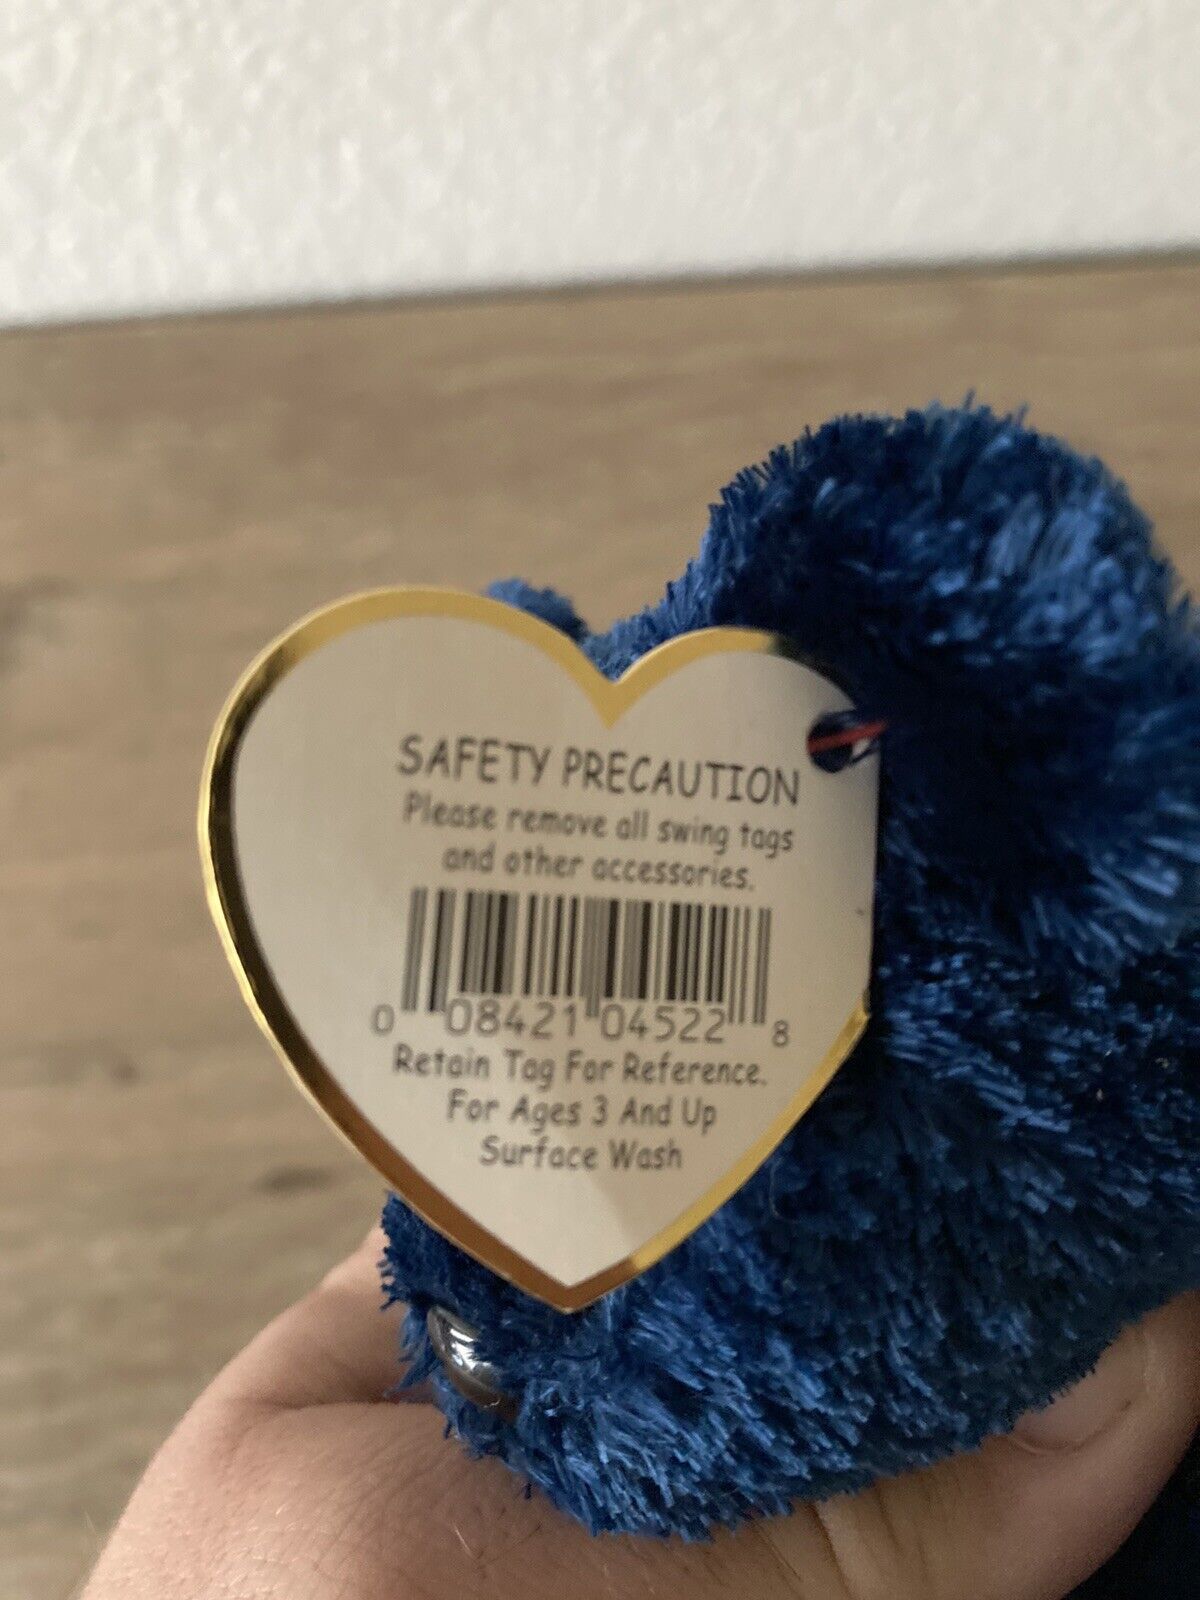 SAFETY PRECAUTION
Please remove all swing tags
and other accessories.
0 08421 04522 8
Retain Tag For Reference.
For Ages 3 And Up
Surface Wash